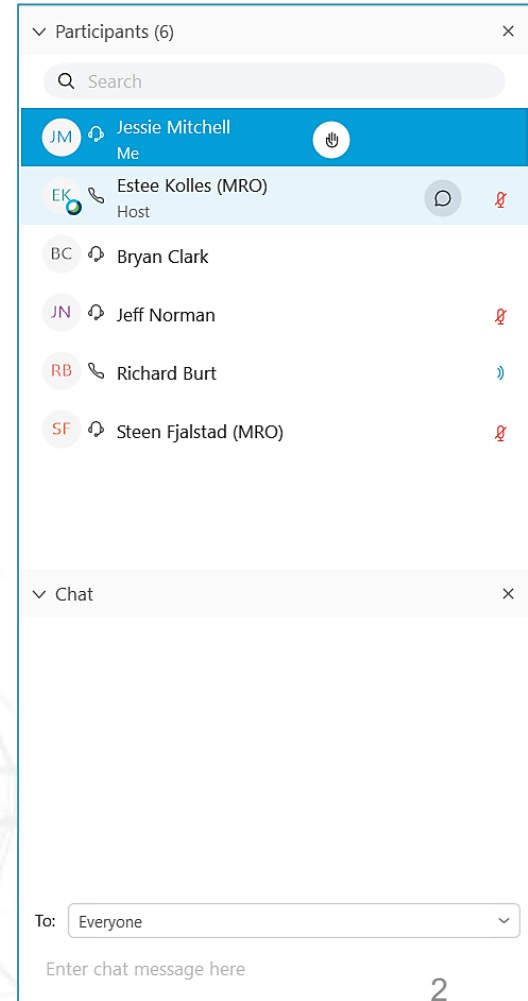 Participants (6)
Search
JM Jessie Mitchell
Me
EK Estee Kolles (MRO)
Host
BC Bryan Clark
JN Jeff Norman
RB Richard Burt
SF Steen Fjalstad (MRO)
Chat
To: Everyone
Enter chat message here
2